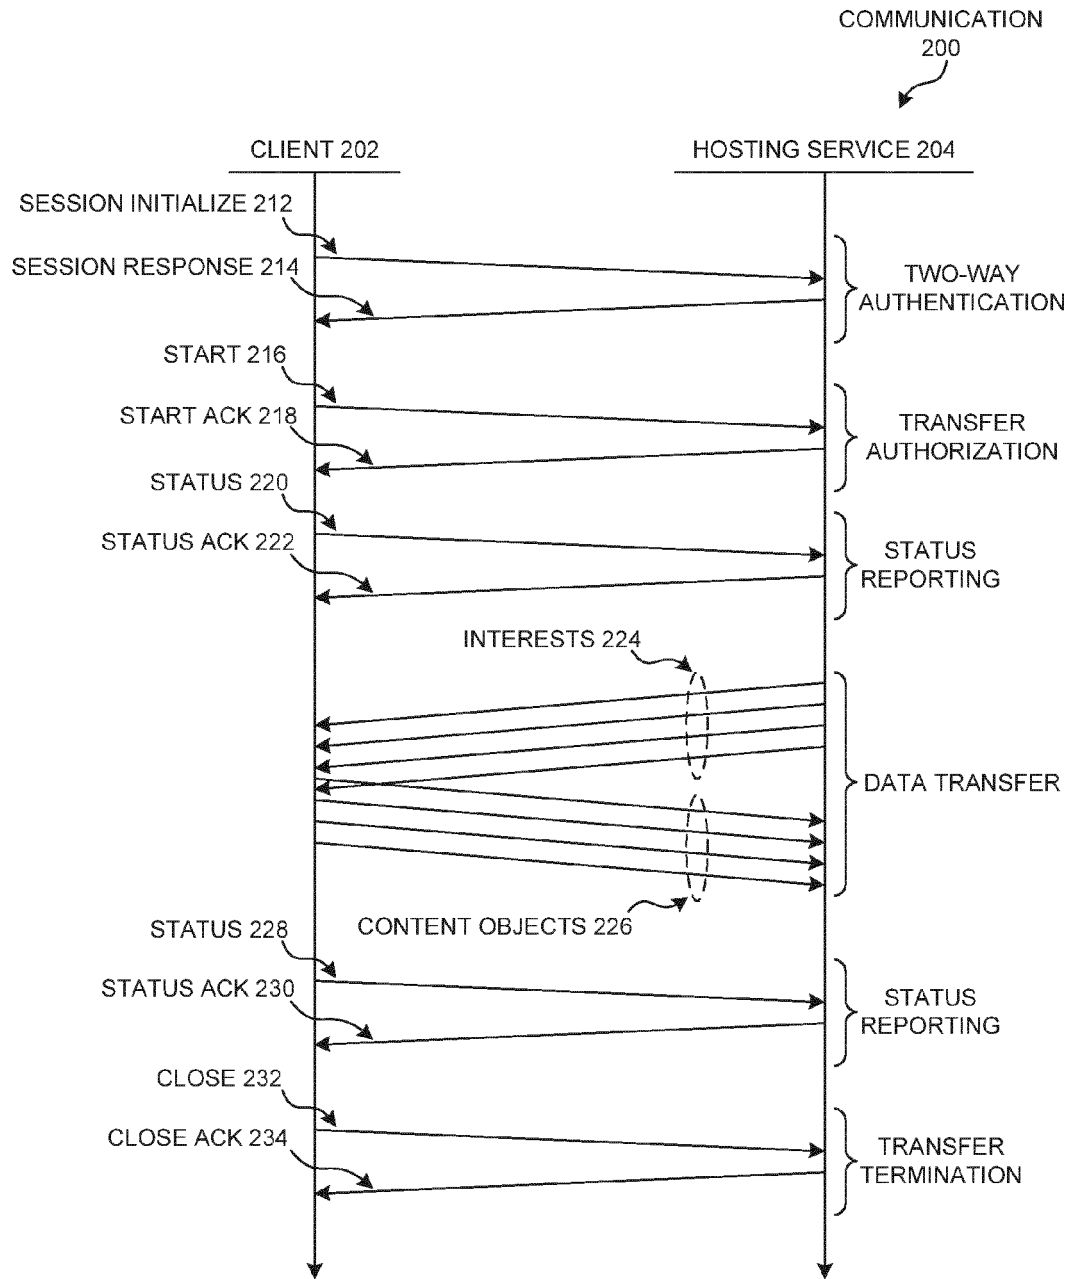 COMMUNICATION
200
CLIENT 202
HOSTING SERVICE 204
SESSION INITIALIZE 212
SESSION RESPONSE 214
TWO-WAY
AUTHENTICATION
START 216
START ACK 218
TRANSFER
AUTHORIZATION
STATUS 220
STATUS ACK 222
STATUS
REPORTING
INTERESTS 224
DATA TRANSFER
CONTENT OBJECTS 226
STATUS 228
STATUS ACK 230
STATUS
REPORTING
CLOSE 232
CLOSE ACK 234
TRANSFER
TERMINATION